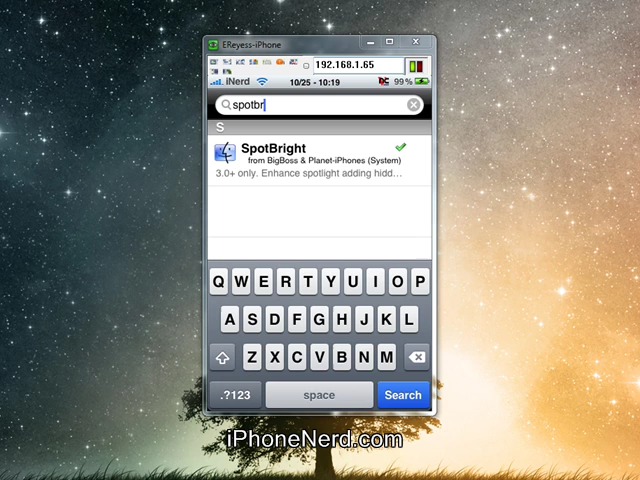 EReyess-iPhone
192.168.1.65
iNerd
10/25 - 10:19
99%
spotbr
S
SpotBright
from BigBoss & Planet-iPhones (System)
3.0+ only. Enhance spotlight adding hidd…
Q W E R T Y U I O P
A S D F G H J K L
Z X C V B N M
.?123 space Search
iPhoneNerd.com